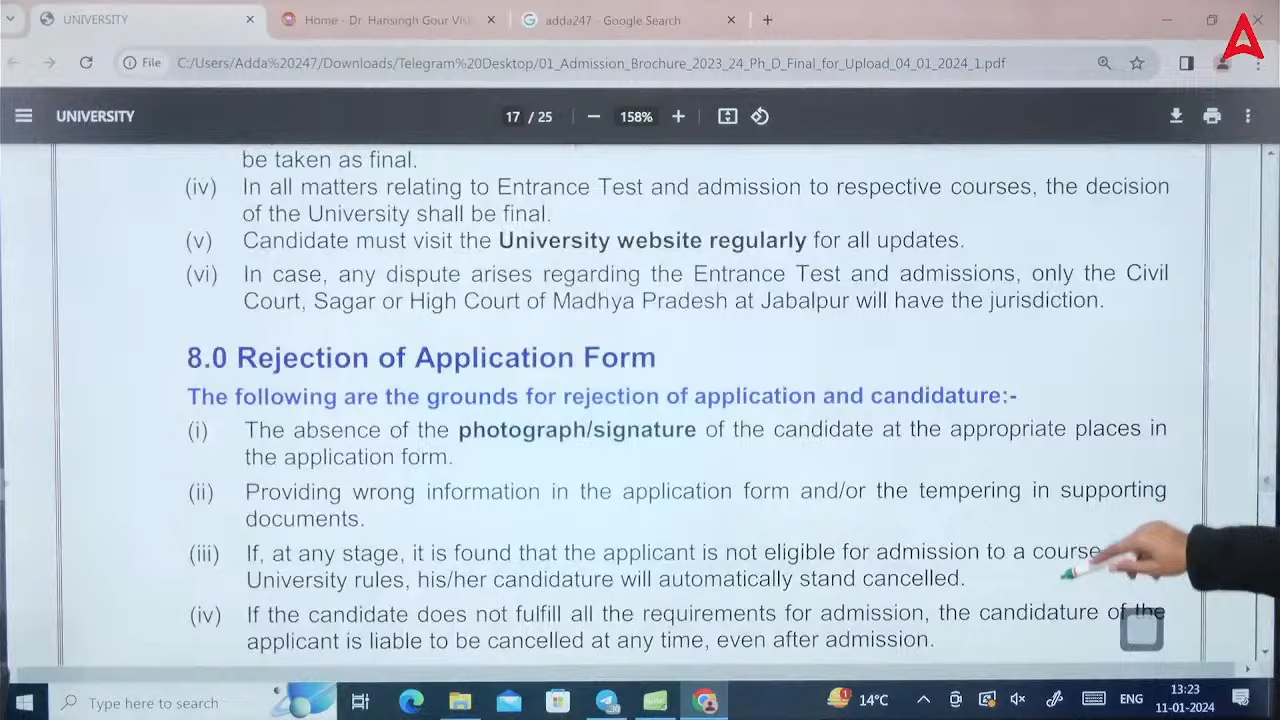 UNIVERSITY
Home - Dr. Harisingh Gour Vis
adda247 - Google Search
File
C:/Users/Adda%20247/Downloads/Telegram%20Desktop/01_Admission_Brochure_2023_24_Ph_D_Final_for_Upload_04_01_2024_1.pdf
UNIVERSITY
17 / 25
158%
be taken as final.
(iv) In all matters relating to Entrance Test and admission to respective courses, the decision
of the University shall be final.
(v) Candidate must visit the University website regularly for all updates.
(vi) In case, any dispute arises regarding the Entrance Test and admissions, only the Civil
Court, Sagar or High Court of Madhya Pradesh at Jabalpur will have the jurisdiction.
8.0 Rejection of Application Form
The following are the grounds for rejection of application and candidature:-
(i) The absence of the photograph/signature of the candidate at the appropriate places in
the application form.
(ii) Providing wrong information in the application form and/or the tempering in supporting
documents.
(iii) If, at any stage, it is found that the applicant is not eligible for admission to a course
University rules, his/her candidature will automatically stand cancelled.
(iv) If the candidate does not fulfill all the requirements for admission, the candidature of the
applicant is liable to be cancelled at any time, even after admission.
Type here to search
1
14°C
ENG
13:23
11-01-2024